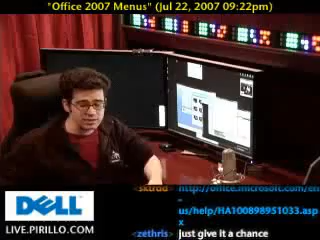 "Office 2007 Menus" (Jul 22, 2007 09:22pm)
<sktrdd> http://office.microsoft.com/en-
us/help/HA100898951033.asp
x
DELL
LIVE.PIRILLO.COM
<zethris> just give it a chance